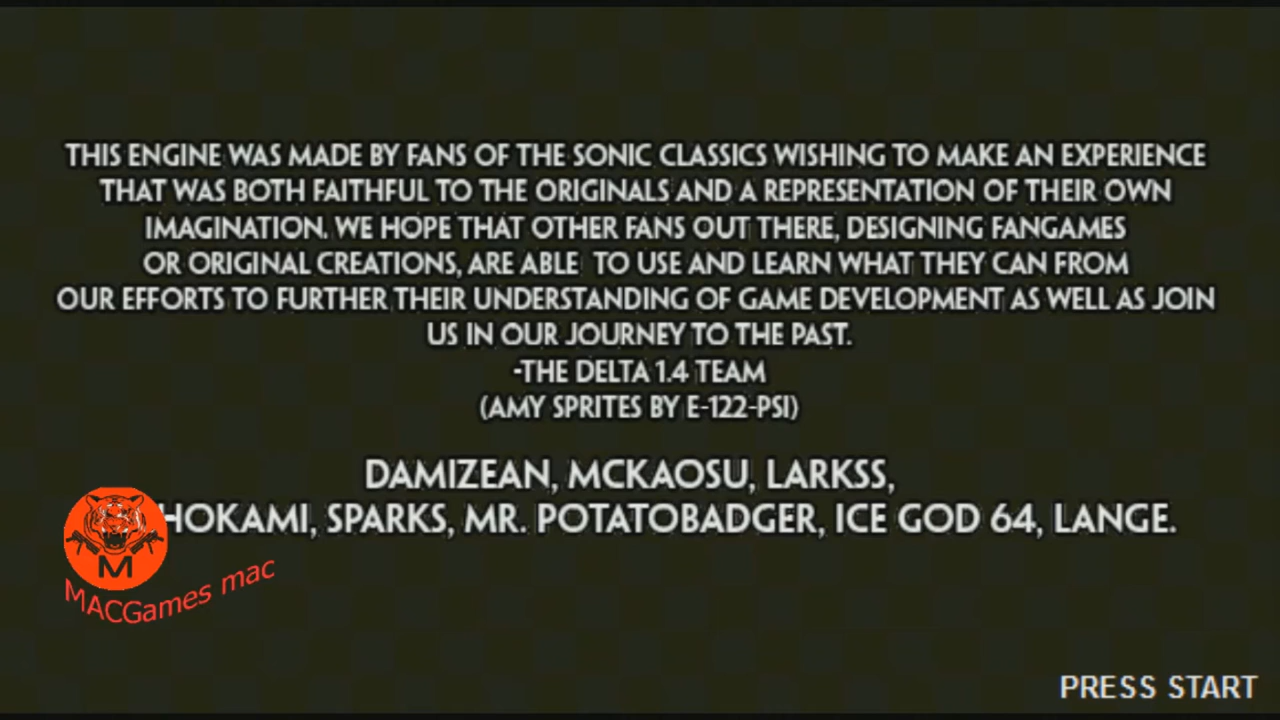 THIS ENGINE WAS MADE BY FANS OF THE SONIC CLASSICS WISHING TO MAKE AN EXPERIENCE
THAT WAS BOTH FAITHFUL TO THE ORIGINALS AND A REPRESENTATION OF THEIR OWN
IMAGINATION. WE HOPE THAT OTHER FANS OUT THERE, DESIGNING FANGAMES
OR ORIGINAL CREATIONS, ARE ABLE TO USE AND LEARN WHAT THEY CAN FROM
OUR EFFORTS TO FURTHER THEIR UNDERSTANDING OF GAME DEVELOPMENT AS WELL AS JOIN
US IN OUR JOURNEY TO THE PAST.
-THE DELTA 1.4 TEAM
(AMY SPRITES BY E-122-PSI)
DAMIZEAN, MCKAOSU, LARKSS,
SPARKS, MR. POTATOBADGER, ICE GOD 64, LANGE.
M
MACGames mac
PRESS START